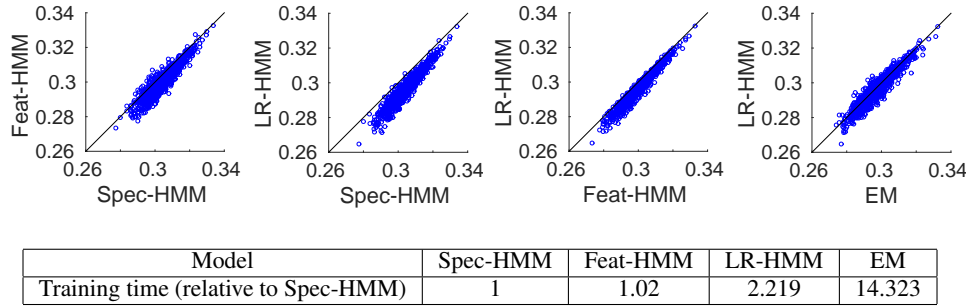 0.34 0.34 0.34 0.34
0.32 0.32 0.32 0.32
0.3 0.3 0.3 0.3
0.28 0.28 0.28 0.28
0.26 0.26 0.26 0.26
Feat-HMM LR-HMM LR-HMM LR-HMM
0.26 0.3 0.34 0.26 0.3 0.34 0.26 0.3 0.34 0.26 0.3 0.34
Spec-HMM Spec-HMM Feat-HMM EM
Model Spec-HMM Feat-HMM LR-HMM EM
Training time (relative to Spec-HMM) 1 1.02 2.219 14.323